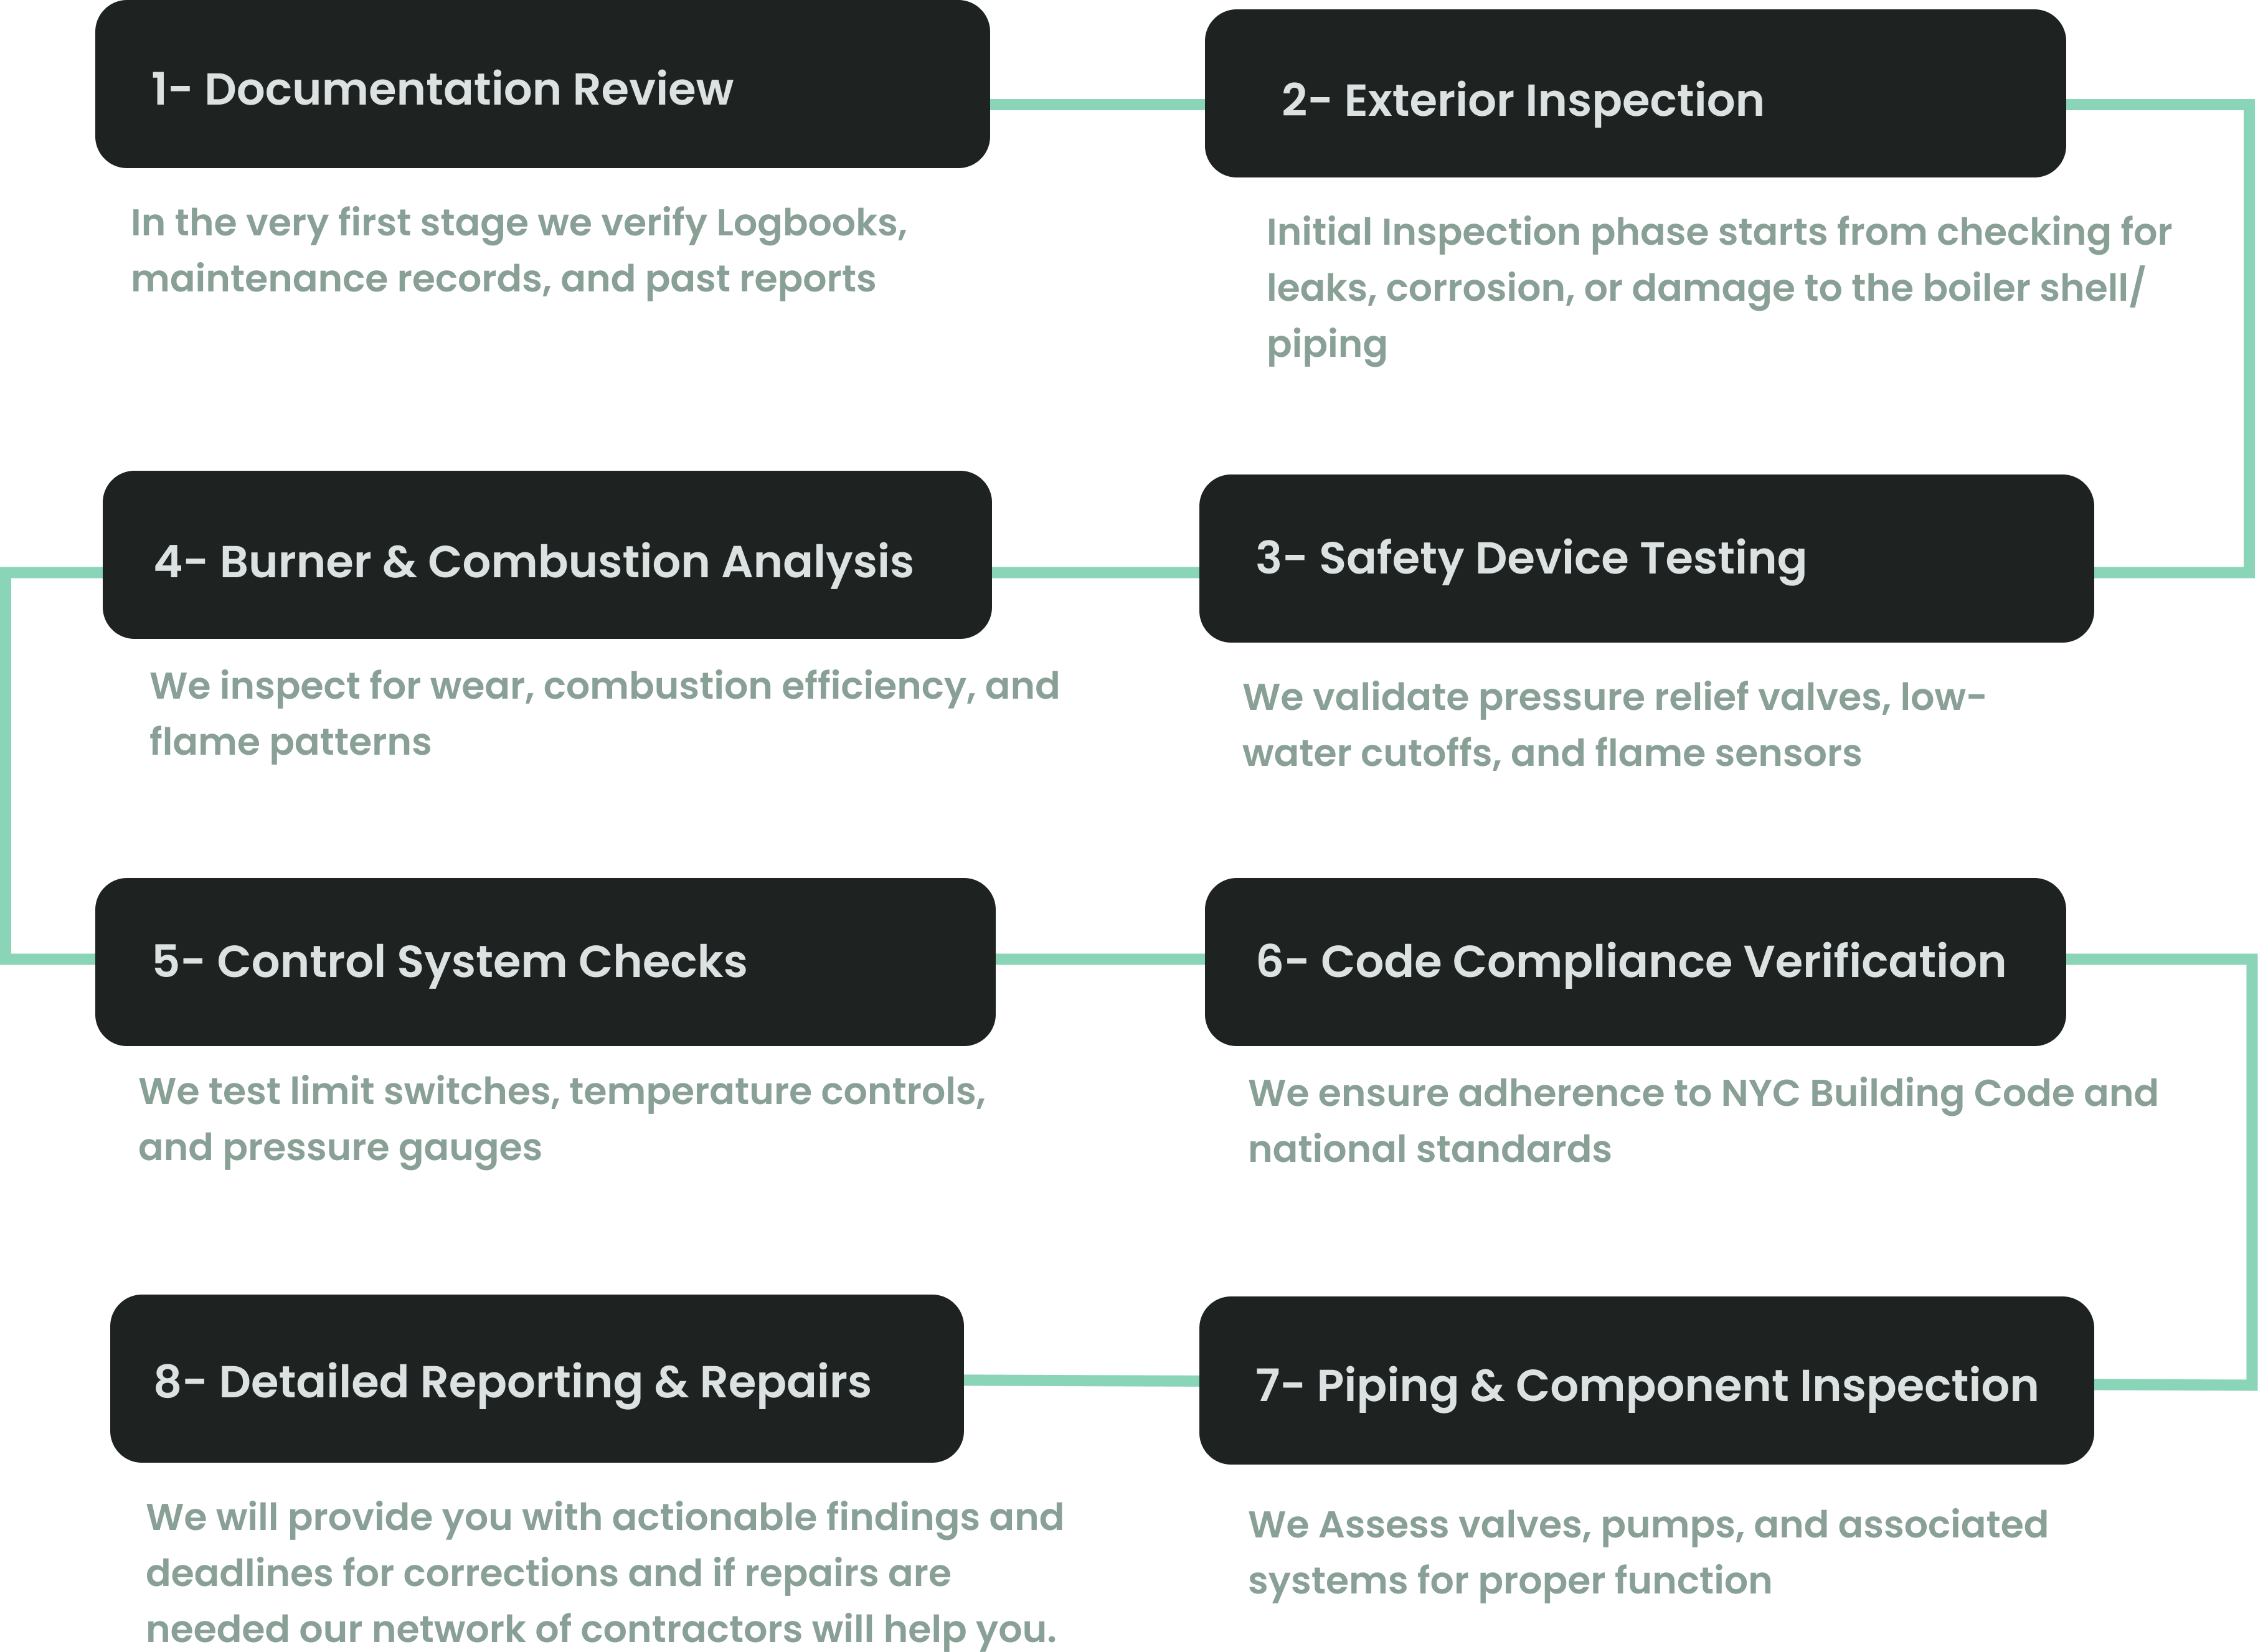 1- Documentation Review
In the very first stage we verify Logbooks,
maintenance records, and past reports
2- Exterior Inspection
Initial Inspection phase starts from checking for
leaks, corrosion, or damage to the boiler shell/
piping
3- Safety Device Testing
We validate pressure relief valves, low-
water cutoffs, and flame sensors
4- Burner & Combustion Analysis
We inspect for wear, combustion efficiency, and
flame patterns
5- Control System Checks
We test limit switches, temperature controls,
and pressure gauges
6- Code Compliance Verification
We ensure adherence to NYC Building Code and
national standards
7- Piping & Component Inspection
We Assess valves, pumps, and associated
systems for proper function
8- Detailed Reporting & Repairs
We will provide you with actionable findings and
deadlines for corrections and if repairs are
needed our network of contractors will help you.